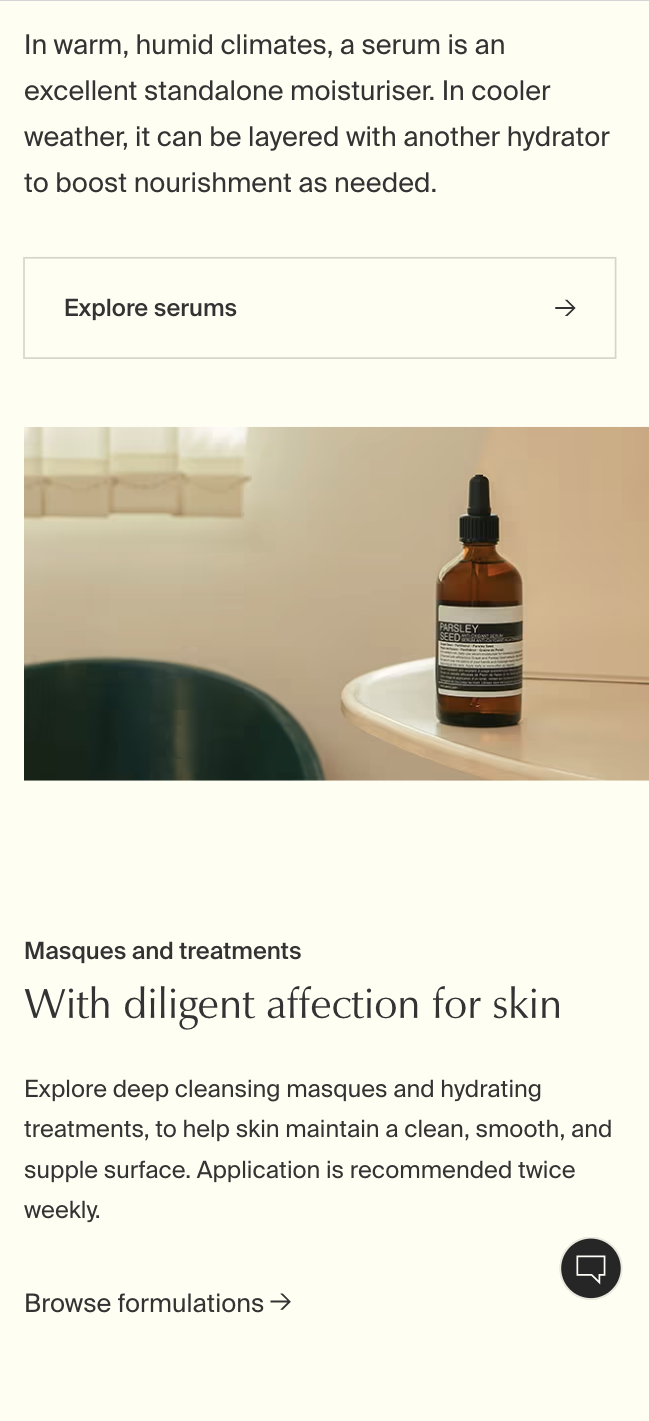 In warm, humid climates, a serum is an
excellent standalone moisturiser. In cooler
weather, it can be layered with another hydrator
to boost nourishment as needed.
Explore serums →
PARSLEY
SEED
Masques and treatments
With diligent affection for skin
Explore deep cleansing masques and hydrating
treatments, to help skin maintain a clean, smooth, and
supple surface. Application is recommended twice
weekly.
Browse formulations →